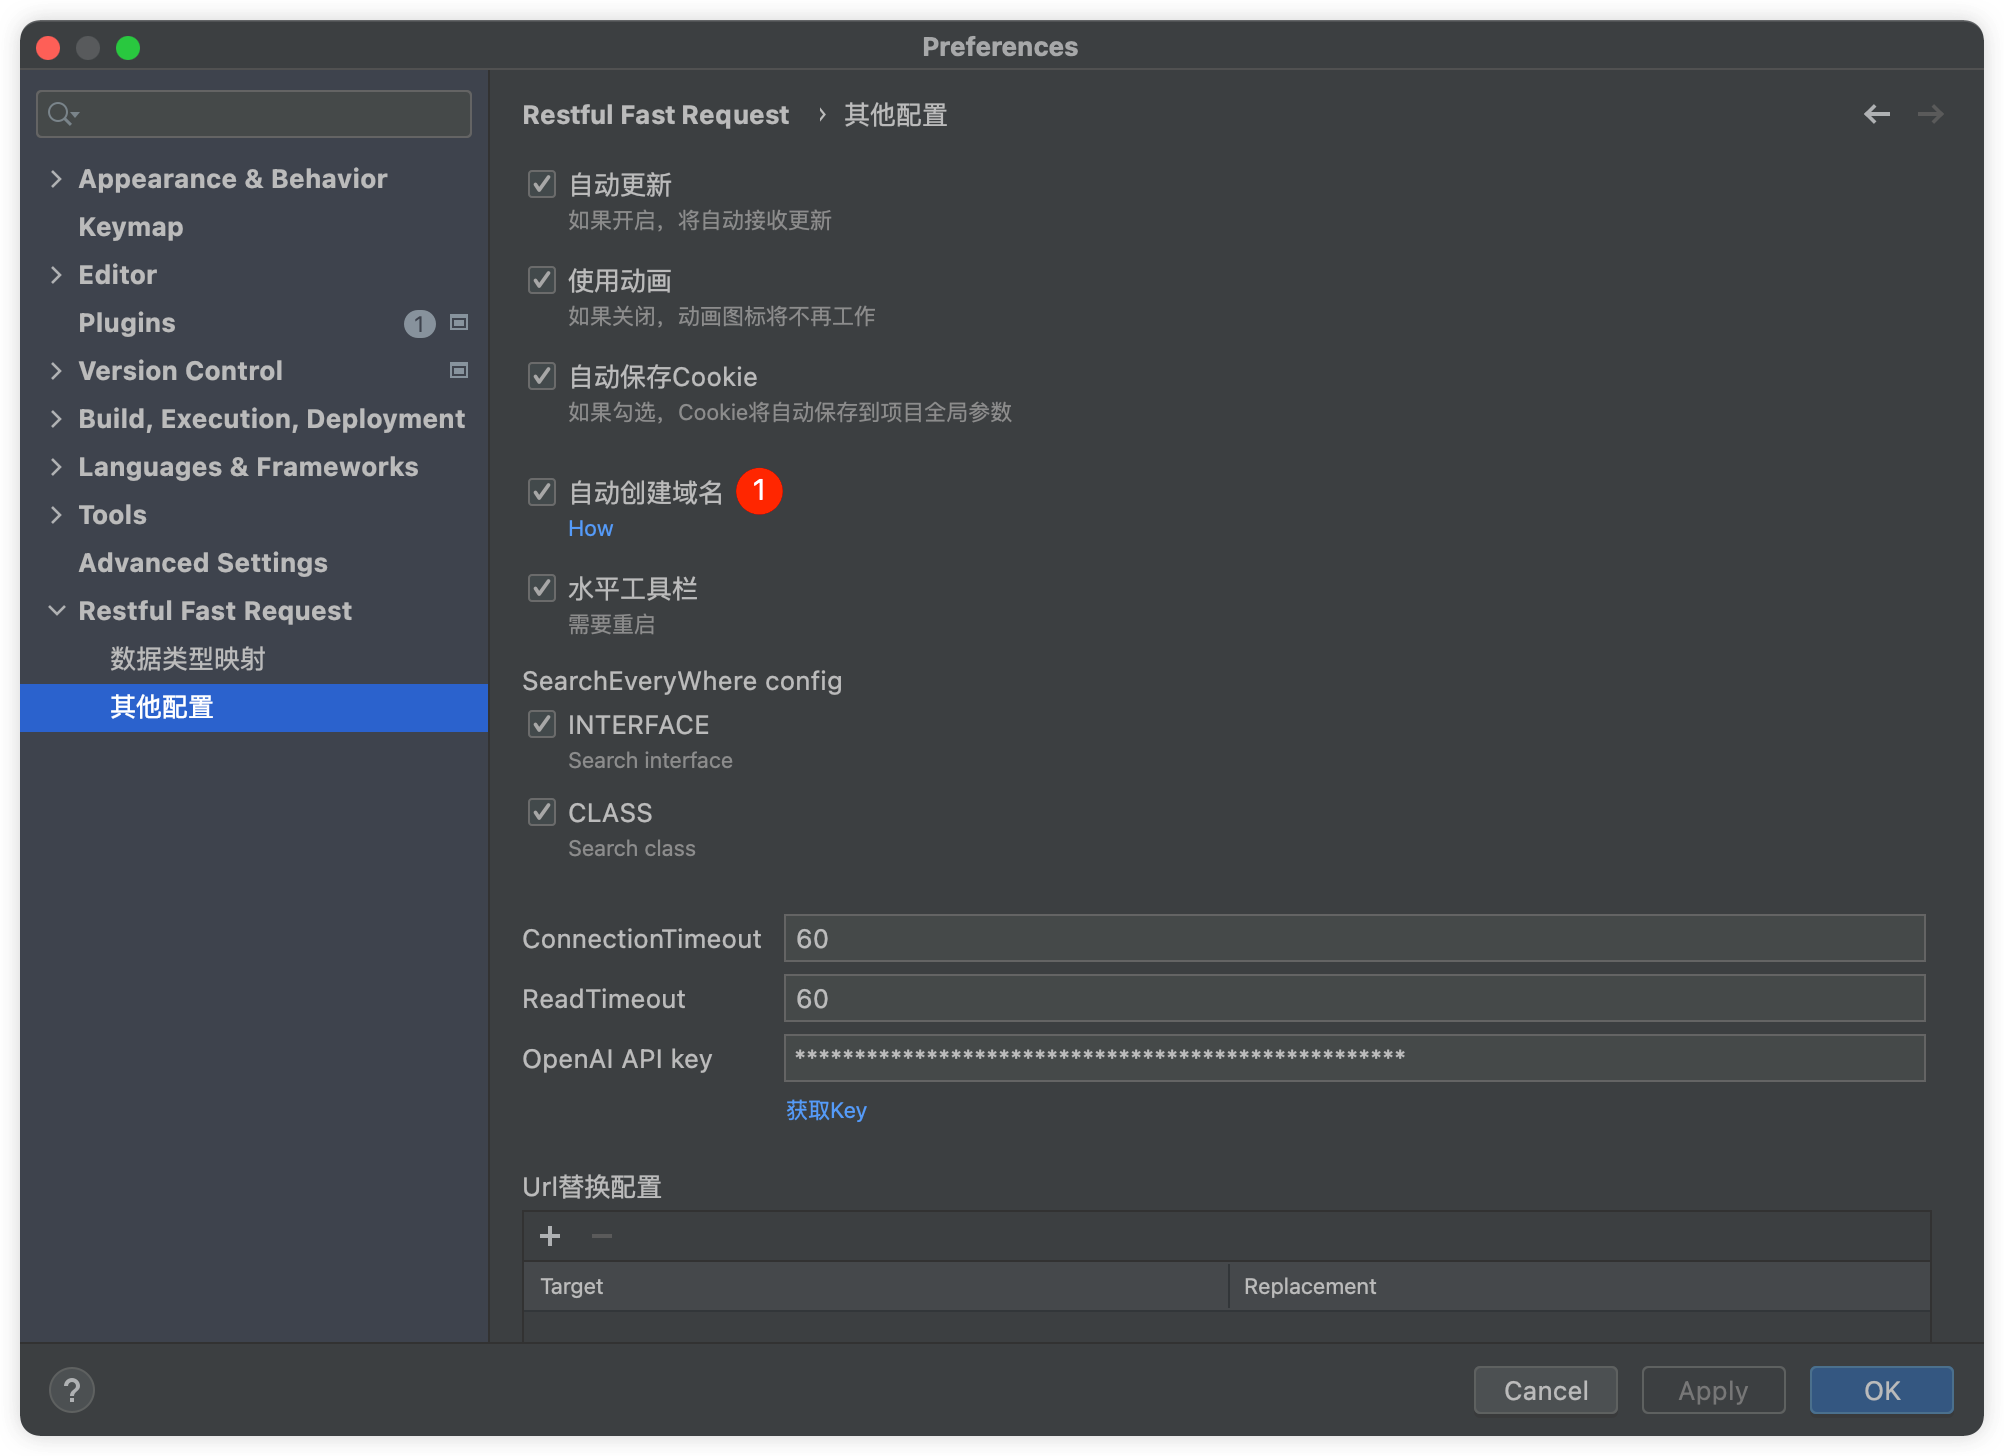 Preferences
Appearance & Behavior
Keymap
Editor
Plugins 1
Version Control
Build, Execution, Deployment
Languages & Frameworks
Tools
Advanced Settings
Restful Fast Request
数据类型映射
其他配置
Restful Fast Request › 其他配置
自动更新
如果开启，将自动接收更新
使用动画
如果关闭，动画图标将不再工作
自动保存Cookie
如果勾选，Cookie将自动保存到项目全局参数
自动创建域名 1
How
水平工具栏
需要重启
SearchEveryWhere config
INTERFACE
Search interface
CLASS
Search class
ConnectionTimeout 60
ReadTimeout 60
OpenAI API key ***************************************************
获取Key
Url替换配置
Target Replacement
? Cancel Apply OK